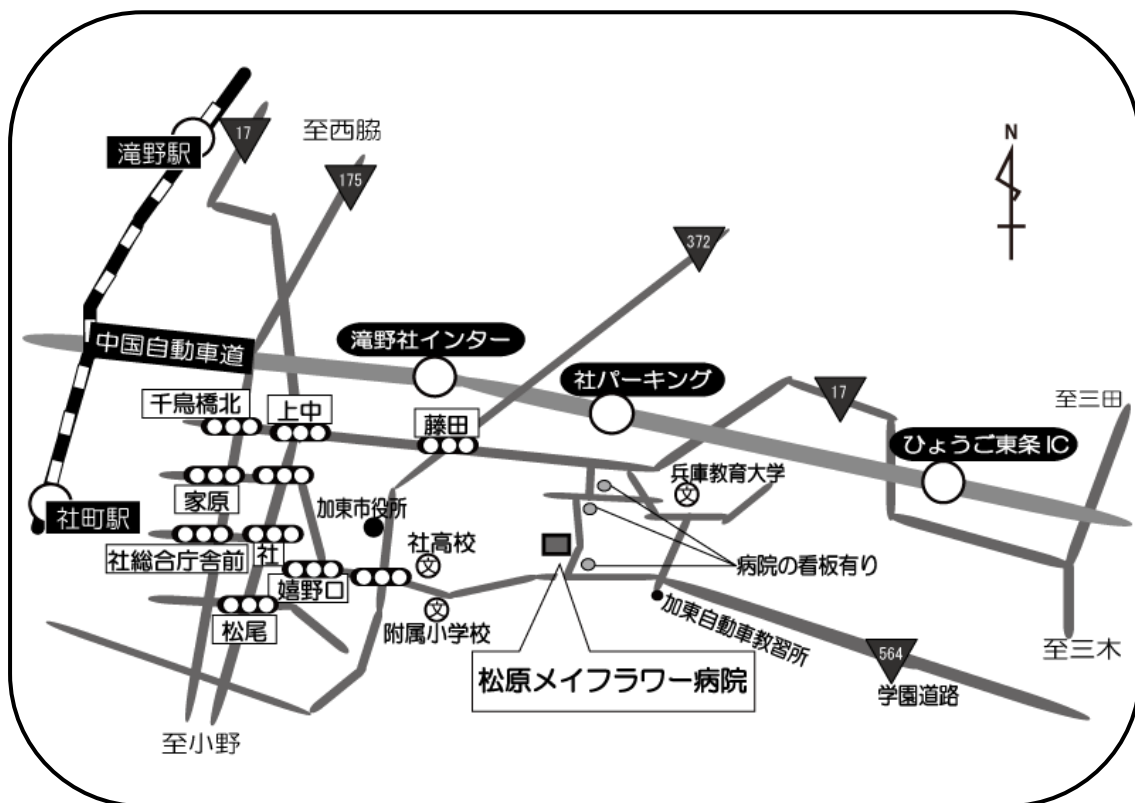 至西脇
17
滝野駅
175
N
372
滝野社インター
中国自動車道
社パーキング
17
至三田
千鳥橋北
上中
藤田
ひょうご東条IC
兵庫教育大学
文
家原
加東市役所
社町駅
社総合庁舎前
社
社高校
文
病院の看板有り
嬉野口
文
附属小学校
加東自動車教習所
松尾
564
至三木
松原メイフラワー病院
学園道路
至小野